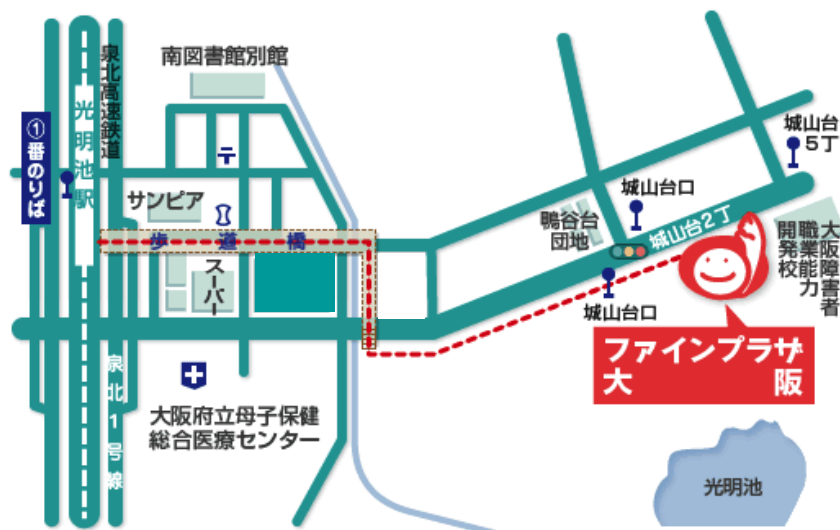 南図書館別館
泉北高速鉄道
光明池駅
①番のりば
〒
サンピア
歩道橋
スーパー
大阪府立母子保健
総合医療センター
泉北1号線
鴨谷台
団地
城山台口
城山台口
城山台2丁
城山台
5丁
大阪障害者
職業能力
開発校
ファインプラザ
大阪
光明池